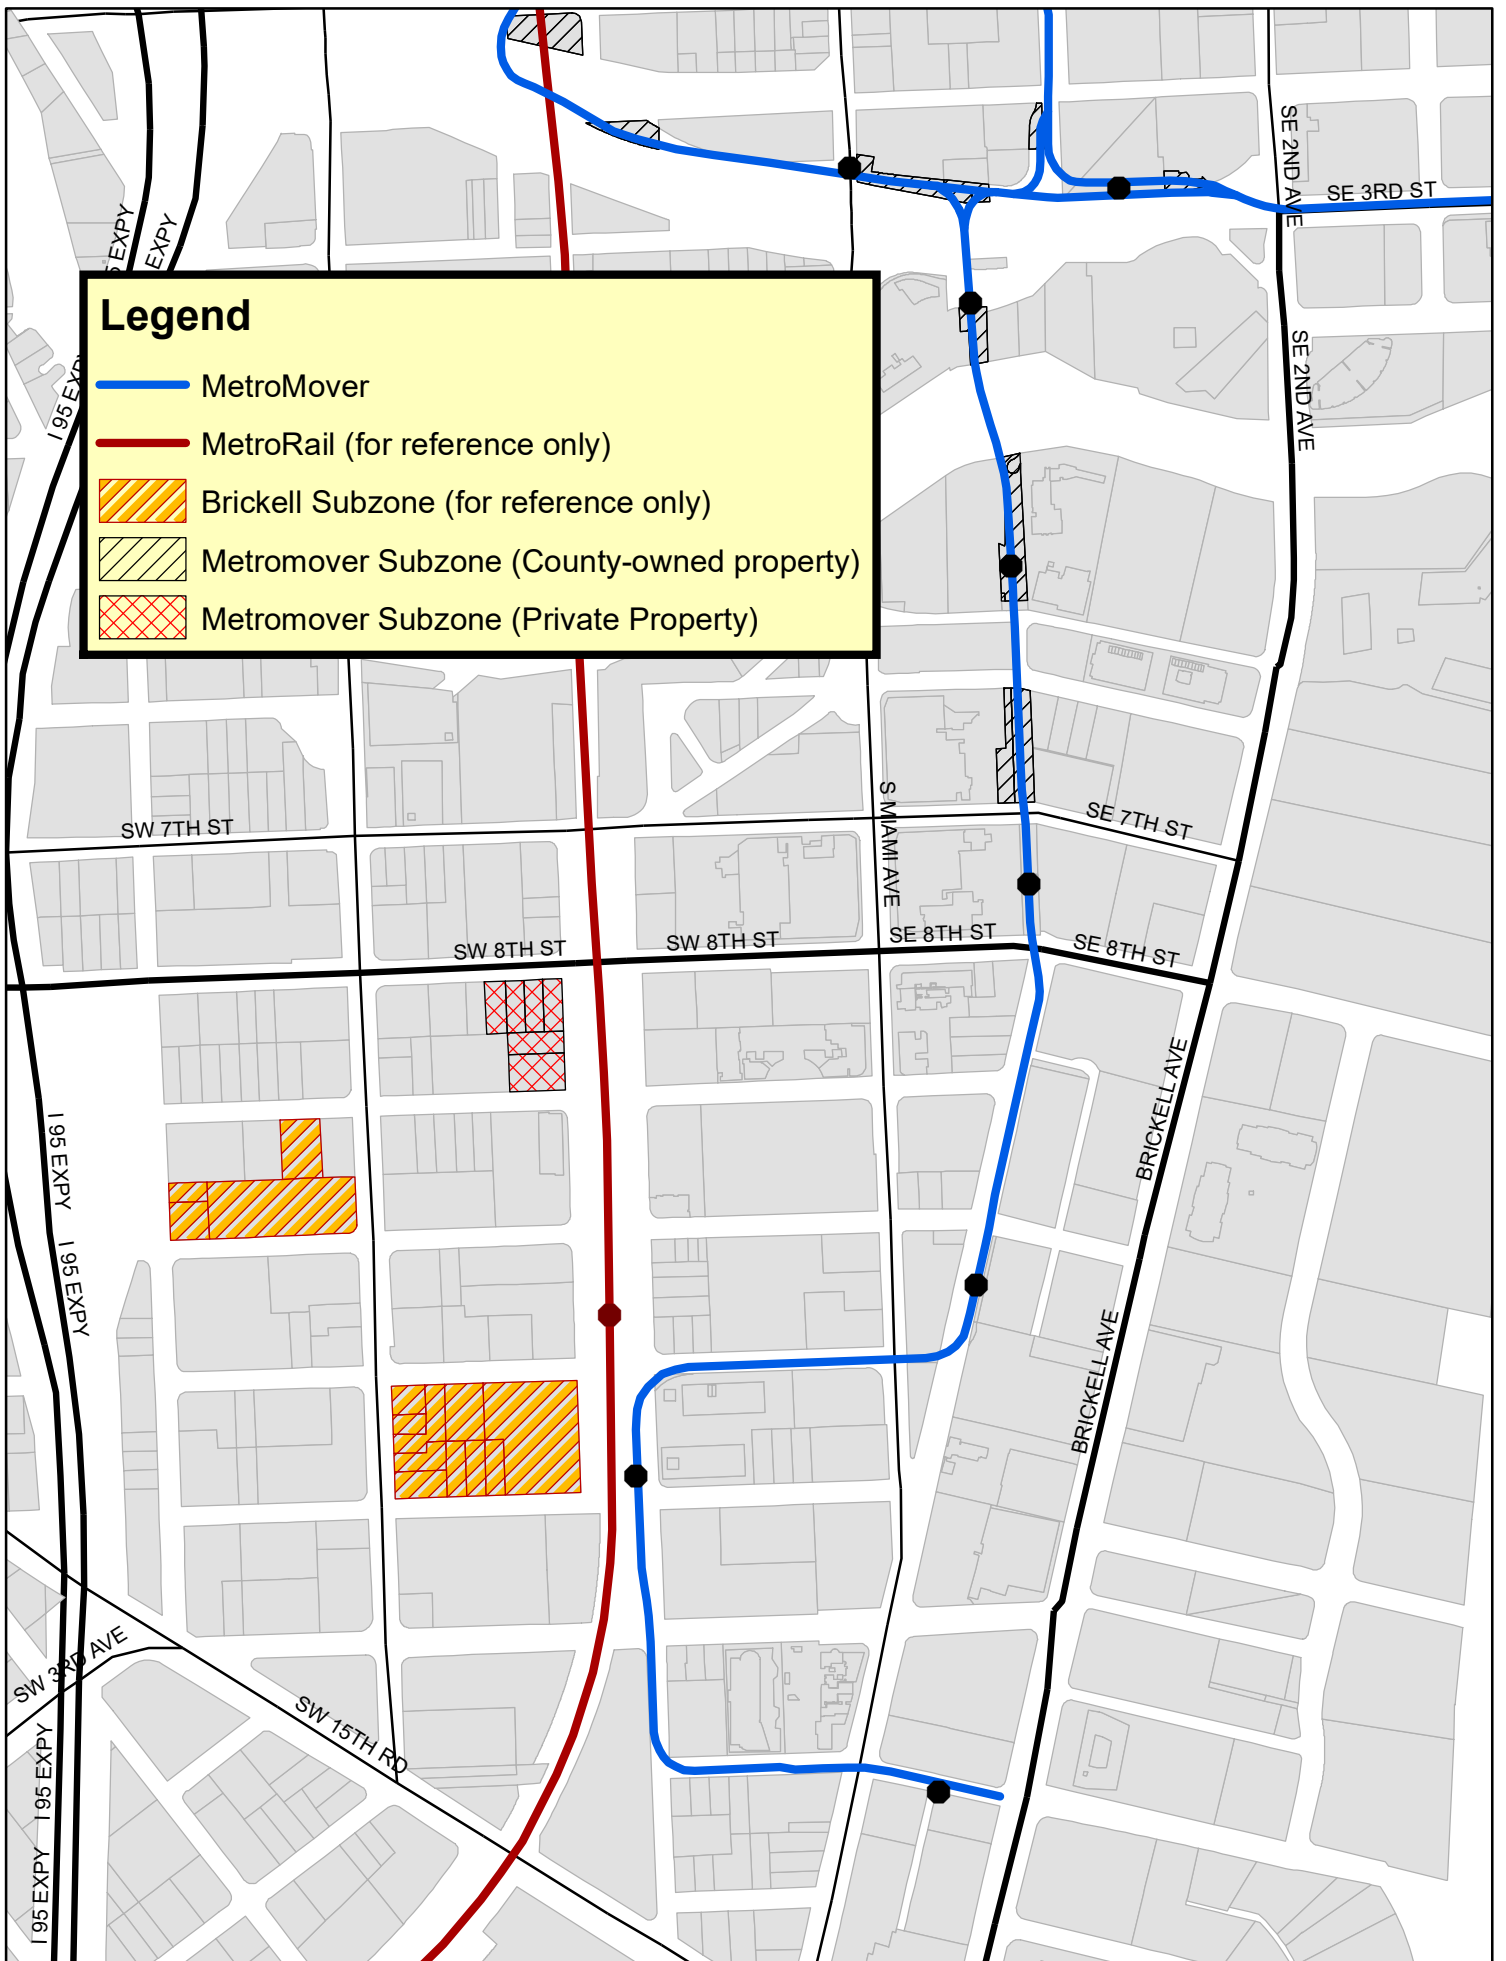 SE 2ND AVE
SE 3RD ST
EXPY
EXPY
Legend
MetroMover
MetroRail (for reference only)
Brickell Subzone (for reference only)
Metromover Subzone (County-owned property)
Metromover Subzone (Private Property)
SE 2ND AVE
I 95 EXPY
S MIAMI AVE
SW 7TH ST
SE 7TH ST
SW 8TH ST
SW 8TH ST
SE 8TH ST
SE 8TH ST
BRICKELL AVE
I 95 EXPY
I 95 EXPY
BRICKELL AVE
SW 3RD AVE
SW 15TH RD
I 95 EXPY
I 95 EXPY